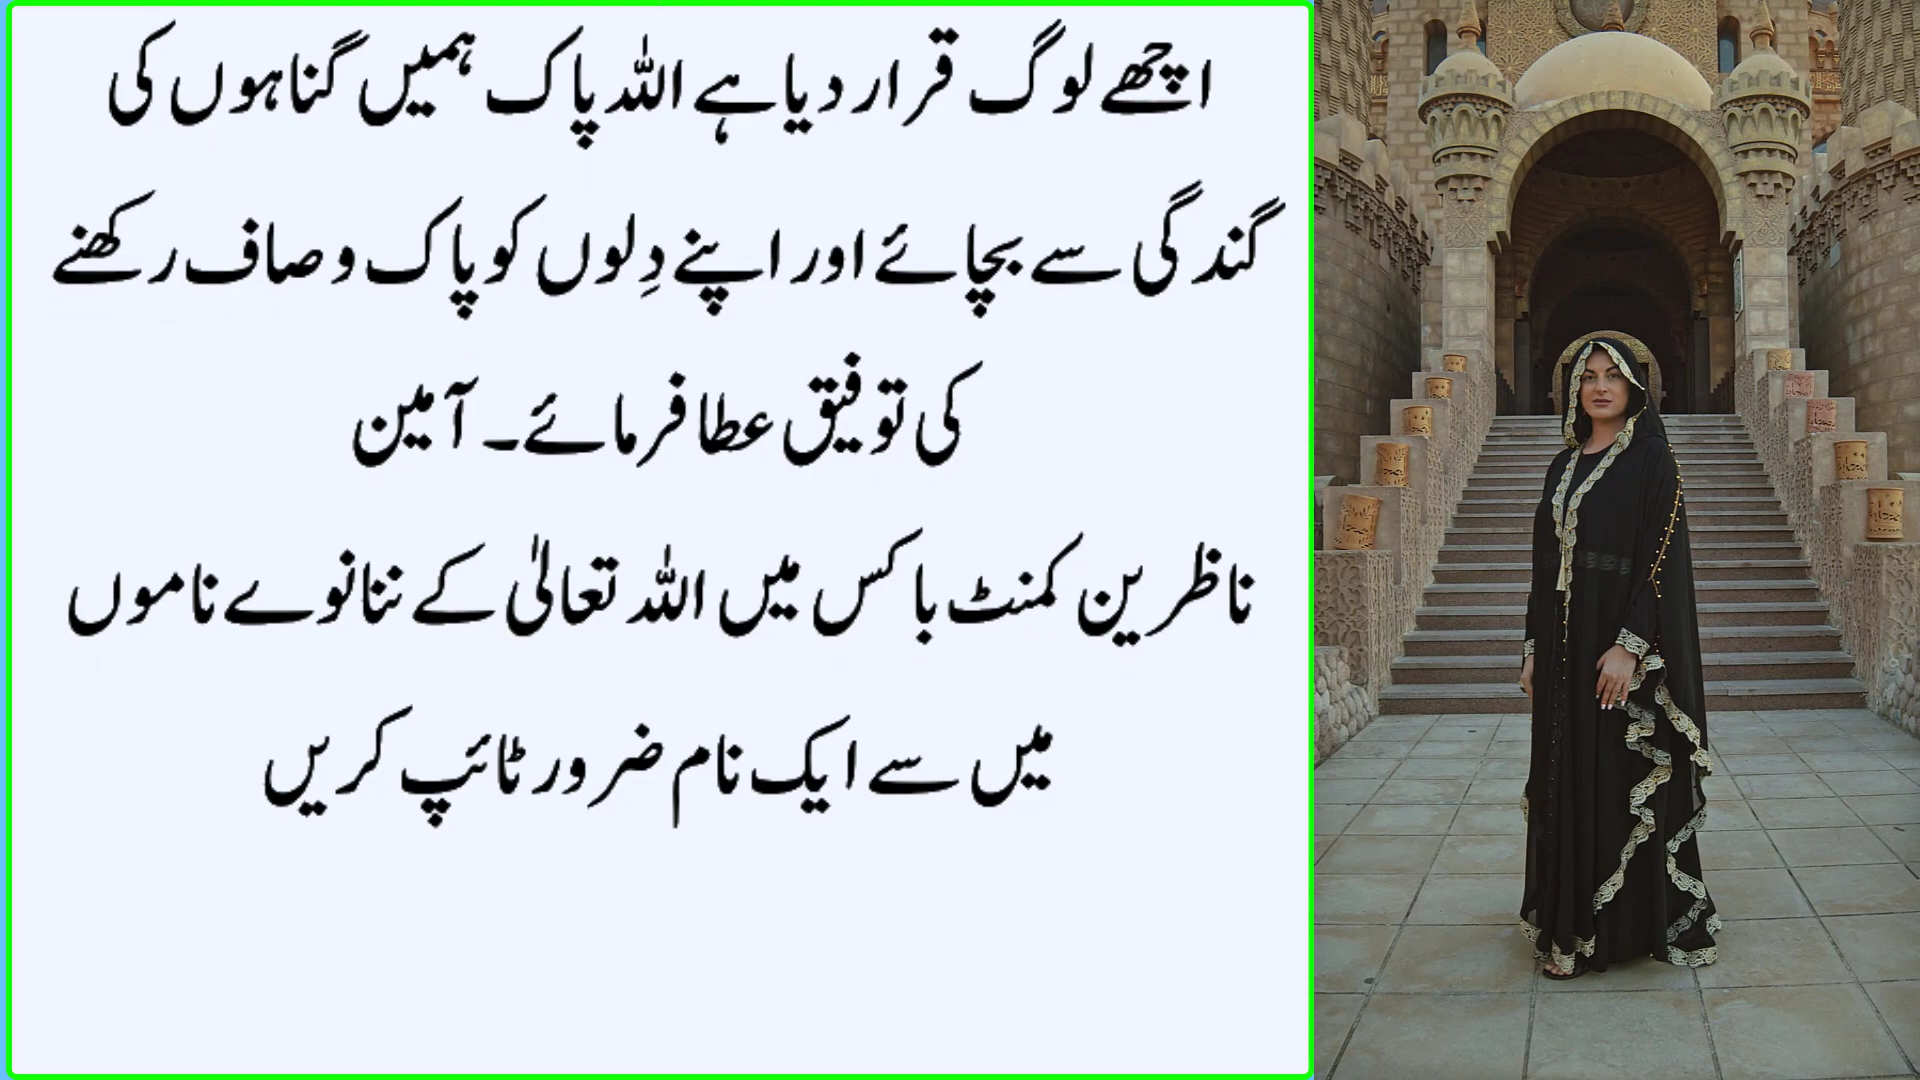 اچھے لوگ قرار دیا ہے اللہ پاک ہمیں گناہوں کی
گندگی سے بچائے اور اپنے دِلوں کو پاک و صاف رکھنے
کی توفیق عطا فرمائے۔ آمین
ناظرین کمنٹ باکس میں اللہ تعالیٰ کے ننانوے ناموں
میں سے ایک نام ضرور ٹائپ کریں